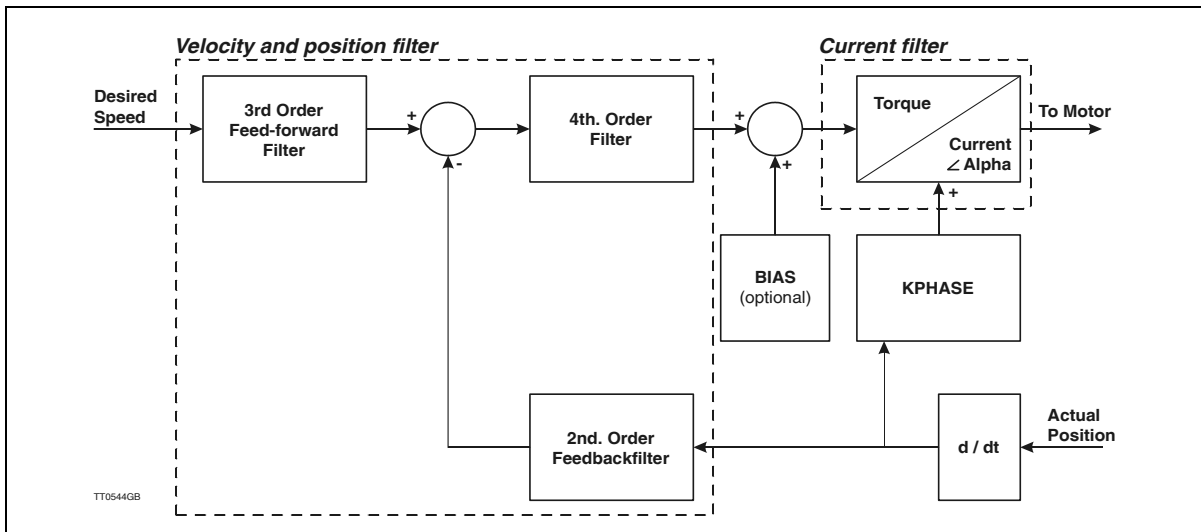 Velocity and position filter
Current filter
Desired
Speed
3rd Order
Feed-forward
Filter
+
-
4th. Order
Filter
+
+
Torque
Current
∠ Alpha
To Motor
+
BIAS
(optional)
KPHASE
2nd. Order
Feedbackfilter
d / dt
Actual
Position
TT0544GB